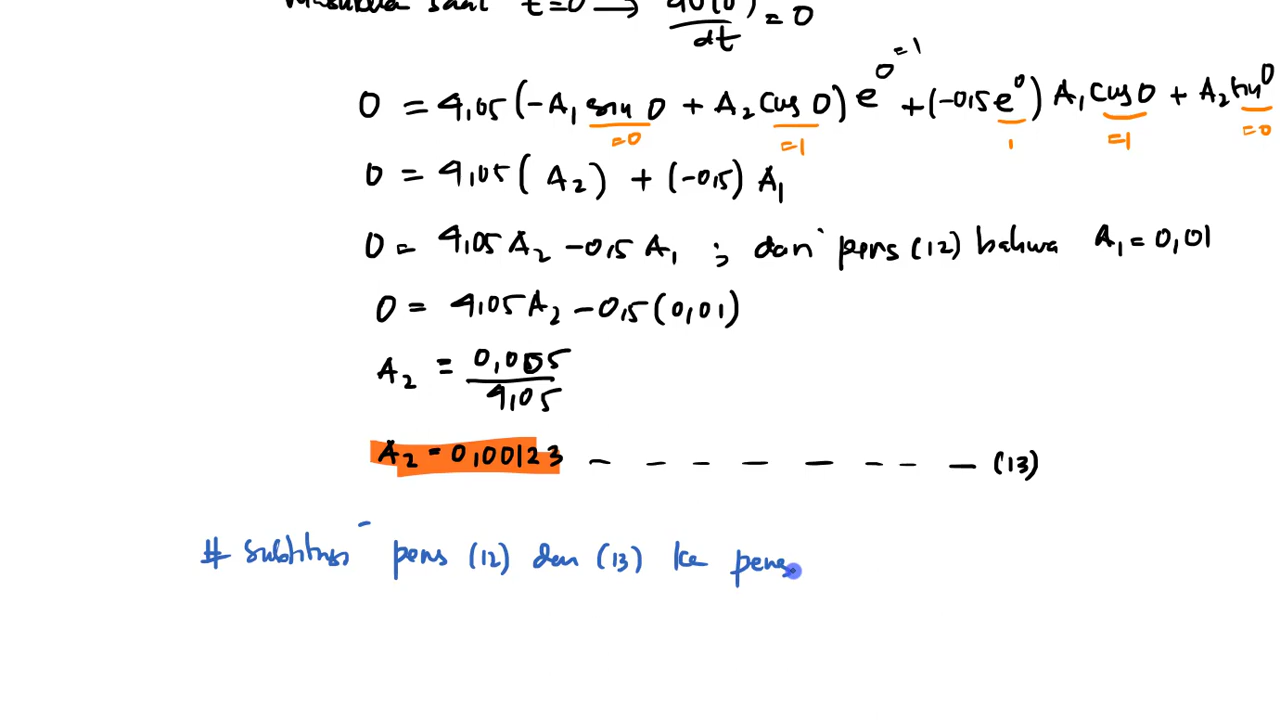 saat t=0 → = 0
dt
0 = 4,05 (-A₁ sin 0 + A₂ cos 0) e⁰ ⁼¹ + (-0,5 e⁰) A₁ cos 0 + A₂ sin 0
=0 =1 1 =1 =0
0 = 4,05 ( A₂ ) + (-0,5) A₁
0 = 4,05 A₂ - 0,5 A₁ ; dari pers (12) bahwa A₁ = 0,01
0 = 4,05 A₂ - 0,5 (0,01)
A₂ = 0,005
4,05
A₂ = 0,00123 - - - - - - - - (13)
# subtitusi pers (12) dan (13) ke pers